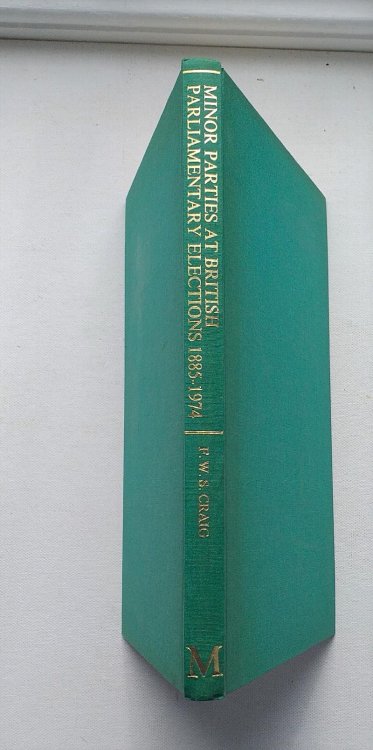 MINOR PARTIES AT BRITISH
PARLIAMENTARY ELECTIONS 1885-1974
F. W. S. CRAIG
M